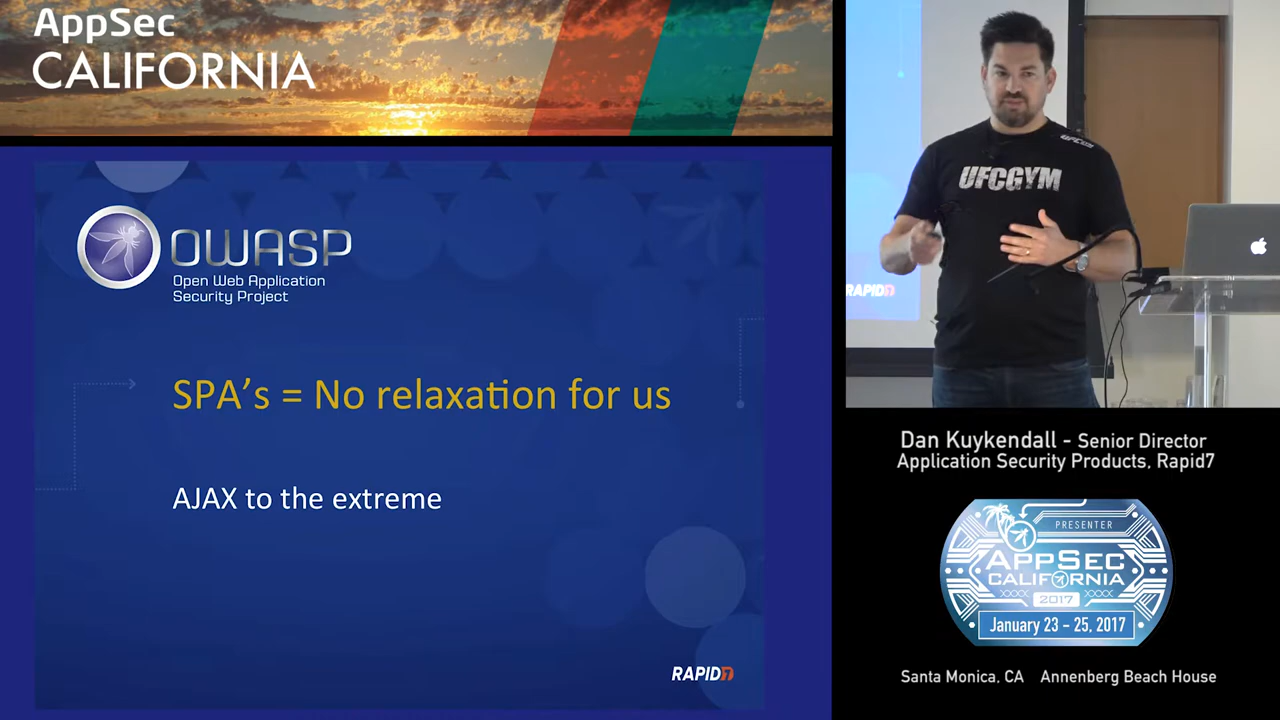 AppSec
CALIFORNIA
OWASP
Open Web Application
Security Project
SPA's = No relaxation for us
AJAX to the extreme
RAPID7
UFCGYM
UFCGYM
RAPID7
Dan Kuykendall - Senior Director
Application Security Products, Rapid7
PRESENTER
APPSEC
CALIFORNIA
2017
January 23 - 25, 2017
Santa Monica, CA Annenberg Beach House